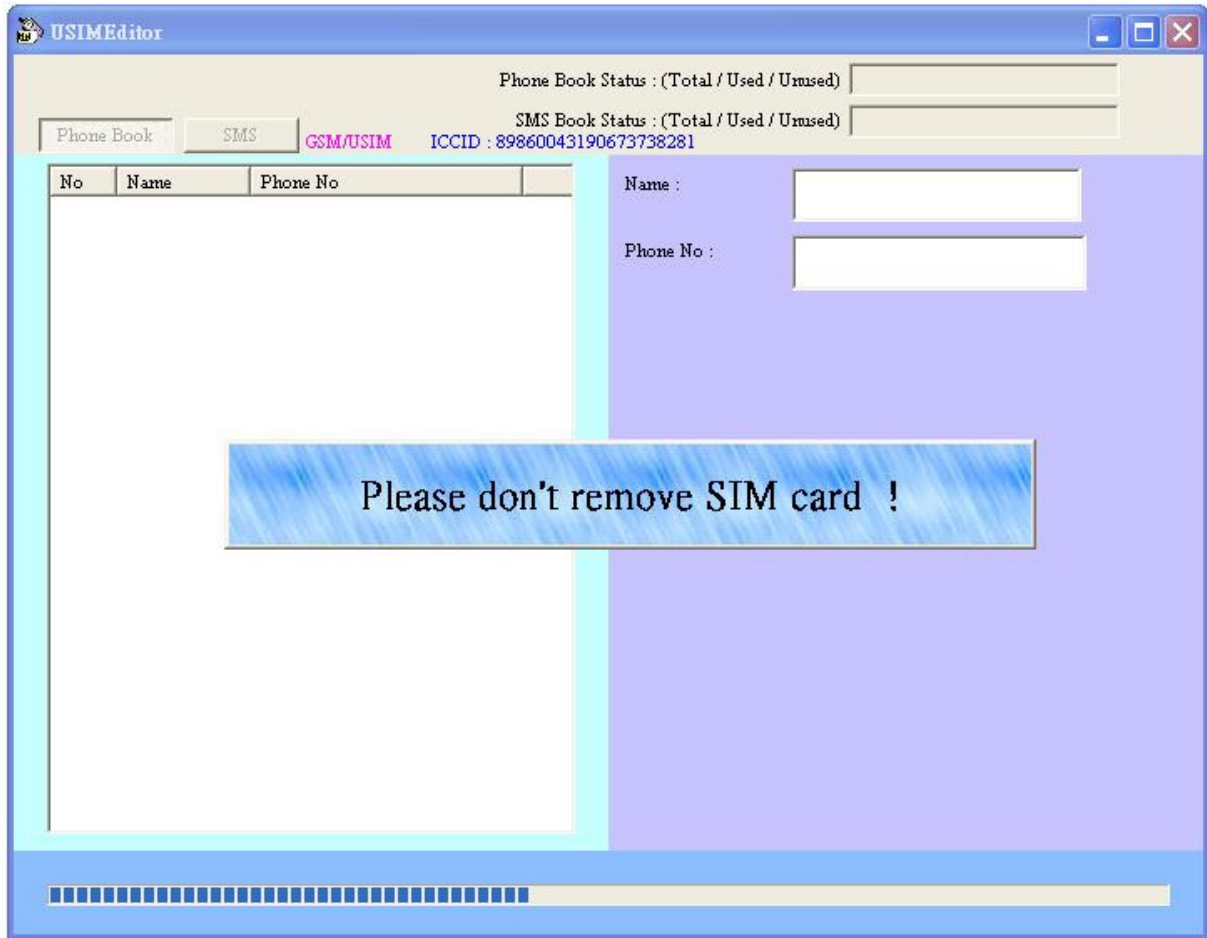 USIMEditor
Phone Book Status : (Total / Used / Unused)
SMS Book Status : (Total / Used / Unused)
Phone Book SMS GSM/USIM ICCID : 89860043190673738281
No Name Phone No
Name :
Phone No :
Please don't remove SIM card !